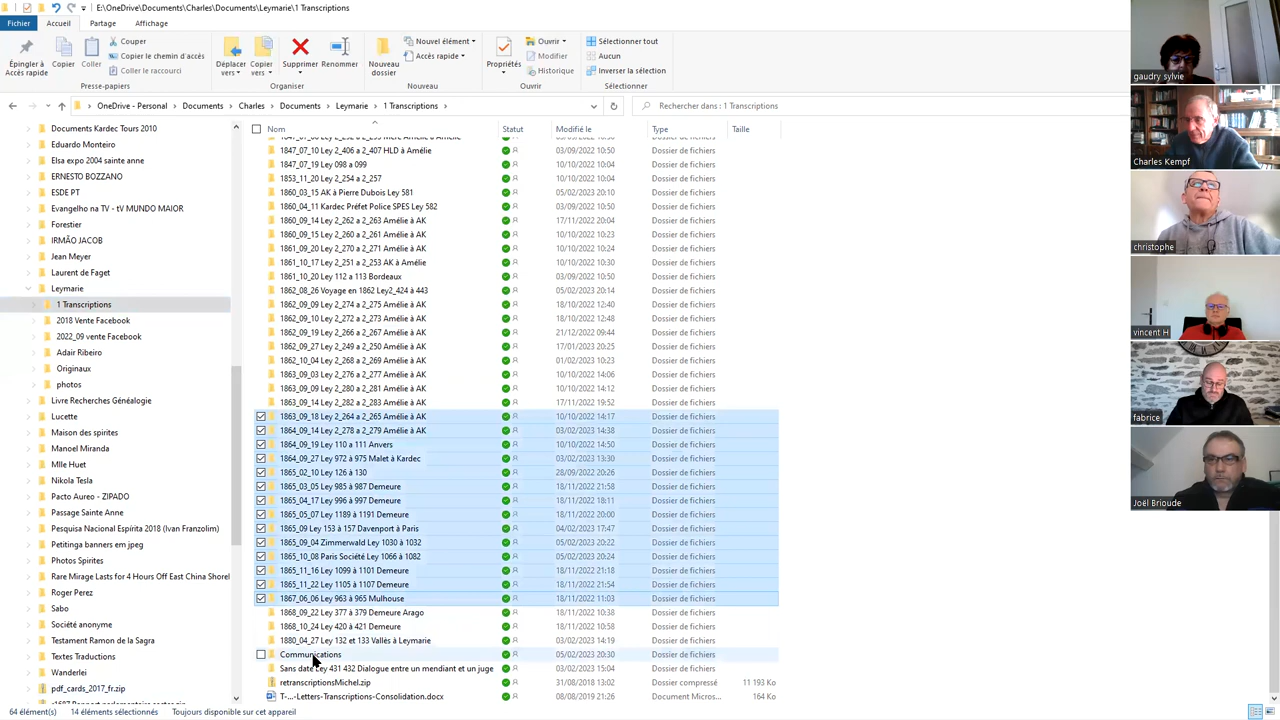 E:\OneDrive\Documents\Charles\Documents\Leymarie\1 Transcriptions
Fichier Accueil Partage Affichage
Épingler à Accès rapide
Copier
Coller
Couper
Copier le chemin d'accès
Coller le raccourci
Déplacer vers
Copier vers
Supprimer
Renommer
Nouveau dossier
Nouvel élément
Accès rapide
Propriétés
Ouvrir
Modifier
Historique
Sélectionner tout
Aucun
Inverser la sélection
Presse-papiers Organiser Nouveau Ouvrir Sélectionner
OneDrive - Personal > Documents > Charles > Documents > Leymarie > 1 Transcriptions >
Rechercher dans : 1 Transcriptions
Documents Kardec Tours 2010
Eduardo Monteiro
Elsa expo 2004 sainte anne
ERNESTO BOZZANO
ESDE PT
Evangelho na TV - tV MUNDO MAIOR
Forestier
IRMÃO JACOB
Jean Meyer
Laurent de Faget
Leymarie
1 Transcriptions
2018 Vente Facebook
2022_09 vente Facebook
Adair Ribeiro
Originaux
photos
Livre Recherches Généalogie
Lucette
Maison des spirites
Manoel Miranda
Mlle Huet
Nikola Tesla
Pacto Aureo - ZIPADO
Passage Sainte Anne
Pesquisa Nacional Espírita 2018 (Ivan Franzolim)
Petitinga banners em jpeg
Photos Spirites
Rare Mirage Lasts for 4 Hours Off East China Shorel
Roger Perez
Sabo
Société anonyme
Testament Ramon de la Sagra
Textes Traductions
Wanderlei
pdf_cards_2017_fr.zip
Nom Statut Modifié le Type Taille
1847_07_10 Ley 2_406 a 2_407 HLD à Amélie 03/09/2022 10:50 Dossier de fichiers
1847_07_19 Ley 098 a 099 10/10/2022 10:04 Dossier de fichiers
1853_11_20 Ley 2_254 a 2_257 10/10/2022 10:04 Dossier de fichiers
1860_03_15 AK à Pierre Dubois Ley 581 05/02/2023 20:10 Dossier de fichiers
1860_04_11 Kardec Préfet Police SPES Ley 582 03/09/2022 10:50 Dossier de fichiers
1860_09_14 Ley 2_262 a 2_263 Amélie à AK 17/11/2022 20:04 Dossier de fichiers
1860_09_15 Ley 2_260 a 2_261 Amélie à AK 10/10/2022 10:23 Dossier de fichiers
1861_09_20 Ley 2_270 a 2_271 Amélie à AK 10/10/2022 10:24 Dossier de fichiers
1861_10_17 Ley 2_251 a 2_253 AK à Amélie 10/10/2022 10:30 Dossier de fichiers
1861_10_20 Ley 112 a 113 Bordeaux 03/09/2022 10:50 Dossier de fichiers
1862_08_26 Voyage en 1862 Ley2_424 à 443 05/02/2023 20:14 Dossier de fichiers
1862_09_09 Ley 2_274 a 2_275 Amélie à AK 18/10/2022 12:40 Dossier de fichiers
1862_09_10 Ley 2_272 a 2_273 Amélie à AK 18/10/2022 12:48 Dossier de fichiers
1862_09_19 Ley 2_266 a 2_267 Amélie à AK 21/12/2022 09:44 Dossier de fichiers
1862_09_27 Ley 2_249 à 2_250 Amélie à AK 17/01/2023 20:25 Dossier de fichiers
1862_10_04 Ley 2_268 à 2_269 Amélie à AK 01/02/2023 10:23 Dossier de fichiers
1863_09_03 Ley 2_276 a 2_277 Amélie à AK 10/10/2022 14:06 Dossier de fichiers
1863_09_09 Ley 2_280 a 2_281 Amélie à AK 10/10/2022 14:12 Dossier de fichiers
1863_09_14 Ley 2_282 a 2_283 Amélie à AK 17/11/2022 19:52 Dossier de fichiers
1863_09_18 Ley 2_264 a 2_265 Amélie à AK 10/10/2022 14:17 Dossier de fichiers
1864_09_14 Ley 2_278 a 2_279 Amélie à AK 03/02/2023 14:38 Dossier de fichiers
1864_09_19 Ley 110 a 111 Anvers 10/10/2022 14:50 Dossier de fichiers
1864_09_27 Ley 972 à 975 Malet à Kardec 03/02/2023 13:30 Dossier de fichiers
1865_02_10 Ley 126 à 130 28/09/2022 20:26 Dossier de fichiers
1865_03_05 Ley 985 à 987 Demeure 18/11/2022 21:58 Dossier de fichiers
1865_04_17 Ley 996 à 997 Demeure 18/11/2022 18:11 Dossier de fichiers
1865_05_07 Ley 1189 à 1191 Demeure 18/11/2022 20:00 Dossier de fichiers
1865_09 Ley 153 à 157 Davenport à Paris 04/02/2023 17:47 Dossier de fichiers
1865_09_04 Zimmerwald Ley 1030 à 1032 05/02/2023 20:22 Dossier de fichiers
1865_10_08 Paris Société Ley 1066 à 1082 05/02/2023 20:24 Dossier de fichiers
1865_11_16 Ley 1099 à 1101 Demeure 18/11/2022 21:18 Dossier de fichiers
1865_11_22 Ley 1105 à 1107 Demeure 18/11/2022 21:54 Dossier de fichiers
1867_06_06 Ley 963 à 965 Mulhouse 18/11/2022 11:03 Dossier de fichiers
1868_09_22 Ley 377 à 379 Demeure Arago 18/11/2022 10:38 Dossier de fichiers
1868_10_24 Ley 420 à 421 Demeure 18/11/2022 10:58 Dossier de fichiers
1880_04_27 Ley 132 et 133 Vallès à Leymarie 03/02/2023 14:19 Dossier de fichiers
Communications 05/02/2023 20:30 Dossier de fichiers
Sans date Ley 431 432 Dialogue entre un mendiant et un juge 03/02/2023 15:04 Dossier de fichiers
retranscriptionsMichel.zip 31/08/2018 13:02 Dossier compressé 11 193 Ko
T-...-Letters-Transcriptions-Consolidation.docx 08/08/2019 21:26 Document Micros... 164 Ko
64 élément(s) 14 éléments sélectionnés Toujours disponible sur cet appareil
gaudry sylvie
Charles Kempf
christophe
vincent H
fabrice
Joël Brioude